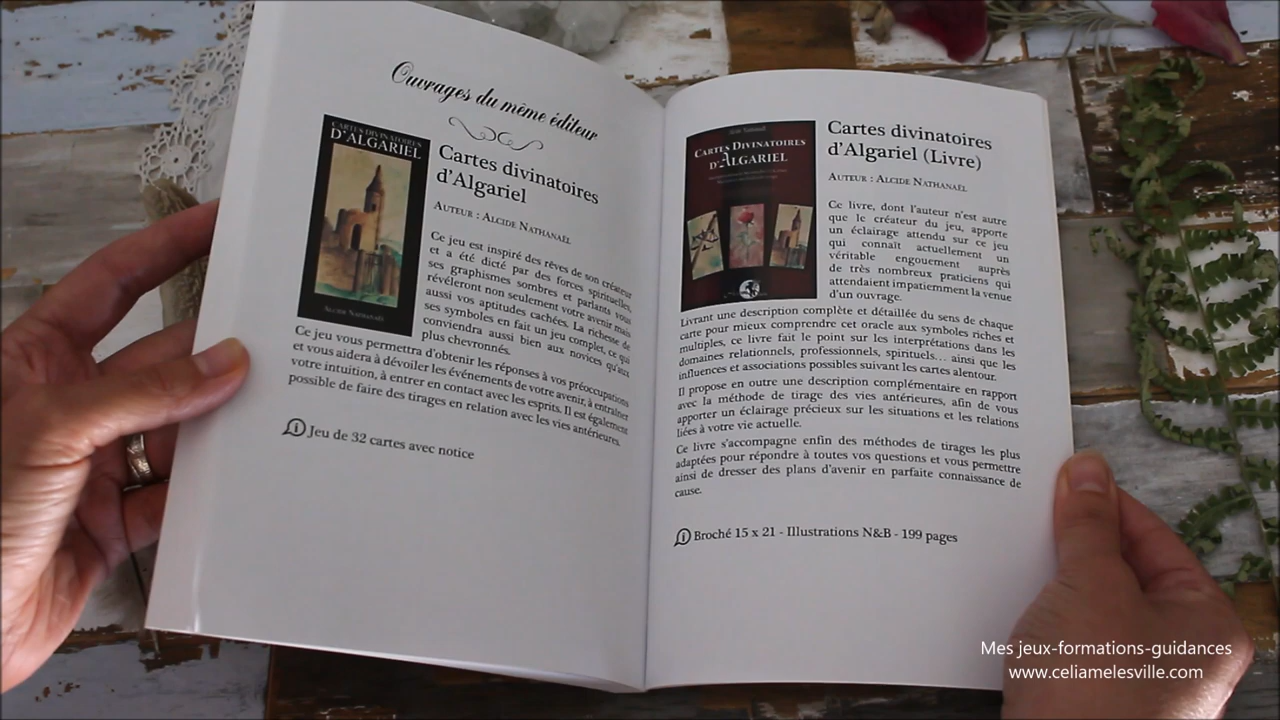 Ouvrages du même éditeur
CARTES DIVINATOIRES
D'ALGARIEL
ALCIDE NATHANAËL
Cartes divinatoires
d'Algariel
AUTEUR : ALCIDE NATHANAËL
Ce jeu est inspiré des rêves de son créateur
et a été dicté par des forces spirituelles,
ses graphismes sombres et parlants vous
révéleront non seulement votre avenir mais
aussi vos aptitudes cachées. La richesse de
ses symboles en fait un jeu complet, ce qui
conviendra aussi bien aux novices, qu'aux
plus chevronnés.
Ce jeu vous permettra d'obtenir les réponses à vos préoccupations
et vous aidera à dévoiler les événements de votre avenir, à entraîner
votre intuition, à entrer en contact avec les esprits. Il est également
possible de faire des tirages en relation avec les vies antérieures.
Jeu de 32 cartes avec notice
CARTES DIVINATOIRES
D'ALGARIEL
Cartes divinatoires
d'Algariel (Livre)
AUTEUR : ALCIDE NATHANAËL
Ce livre, dont l'auteur n'est autre
que le créateur du jeu, apporte
un éclairage attendu sur ce jeu
qui connaît actuellement un
véritable engouement auprès
de très nombreux praticiens qui
attendaient impatiemment la venue
d'un ouvrage.
Livrant une description complète et détaillée du sens de chaque
carte pour mieux comprendre cet oracle aux symboles riches et
multiples, ce livre fait le point sur les interprétations dans les
domaines relationnels, professionnels, spirituels... ainsi que les
influences et associations possibles suivant les cartes alentour.
Il propose en outre une description complémentaire en rapport
avec la méthode de tirage des vies antérieures, afin de vous
apporter un éclairage précieux sur les situations et les relations
liées à votre vie actuelle.
Ce livre s'accompagne enfin des méthodes de tirages les plus
adaptées pour répondre à toutes vos questions et vous permettre
ainsi de dresser des plans d'avenir en parfaite connaissance de
cause.
Broché 15 x 21 - Illustrations N&B - 199 pages
Mes jeux-formations-guidances
www.celiamelesville.com